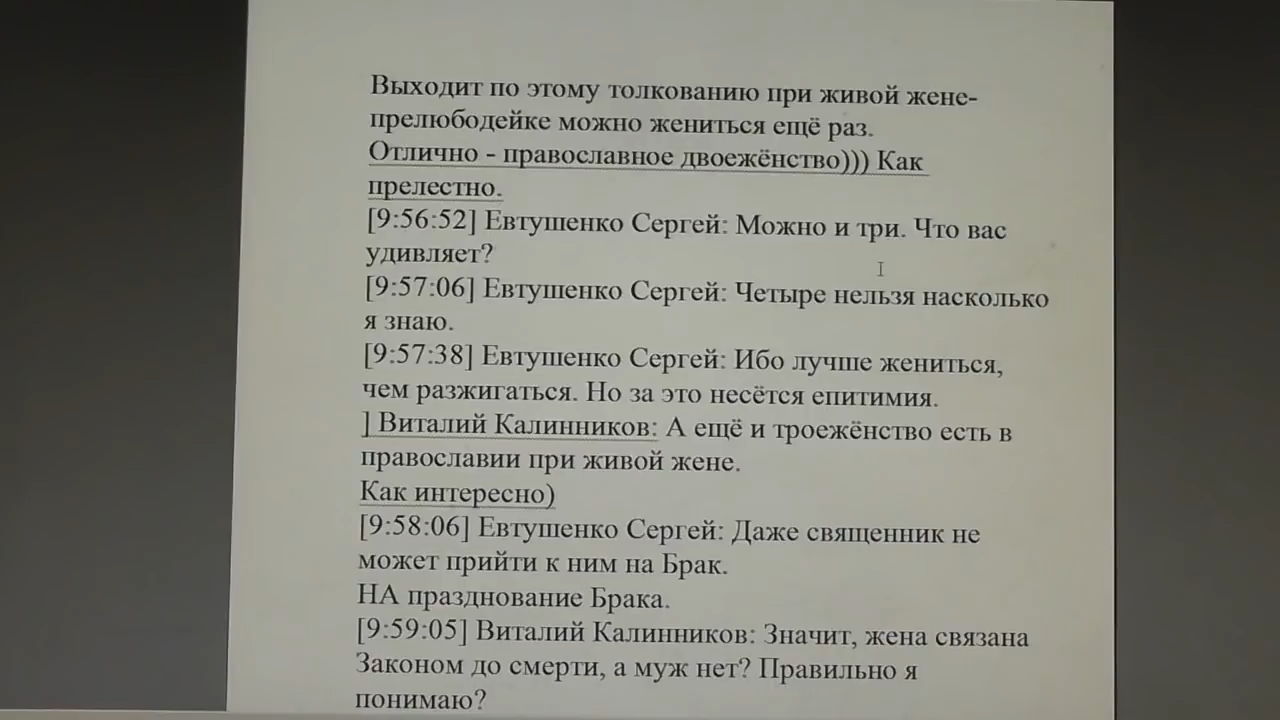 Выходит по этому толкованию при живой жене-
прелюбодейке можно жениться ещё раз.
Отлично - православное двоежёнство))) Как
прелестно.
[9:56:52] Евтушенко Сергей: Можно и три. Что вас
удивляет?
[9:57:06] Евтушенко Сергей: Четыре нельзя насколько
я знаю.
[9:57:38] Евтушенко Сергей: Ибо лучше жениться,
чем разжигаться. Но за это несётся епитимия.
] Виталий Калинников: А ещё и троежёнство есть в
православии при живой жене.
Как интересно)
[9:58:06] Евтушенко Сергей: Даже священник не
может прийти к ним на Брак.
НА празднование Брака.
[9:59:05] Виталий Калинников: Значит, жена связана
Законом до смерти, а муж нет? Правильно я
понимаю?